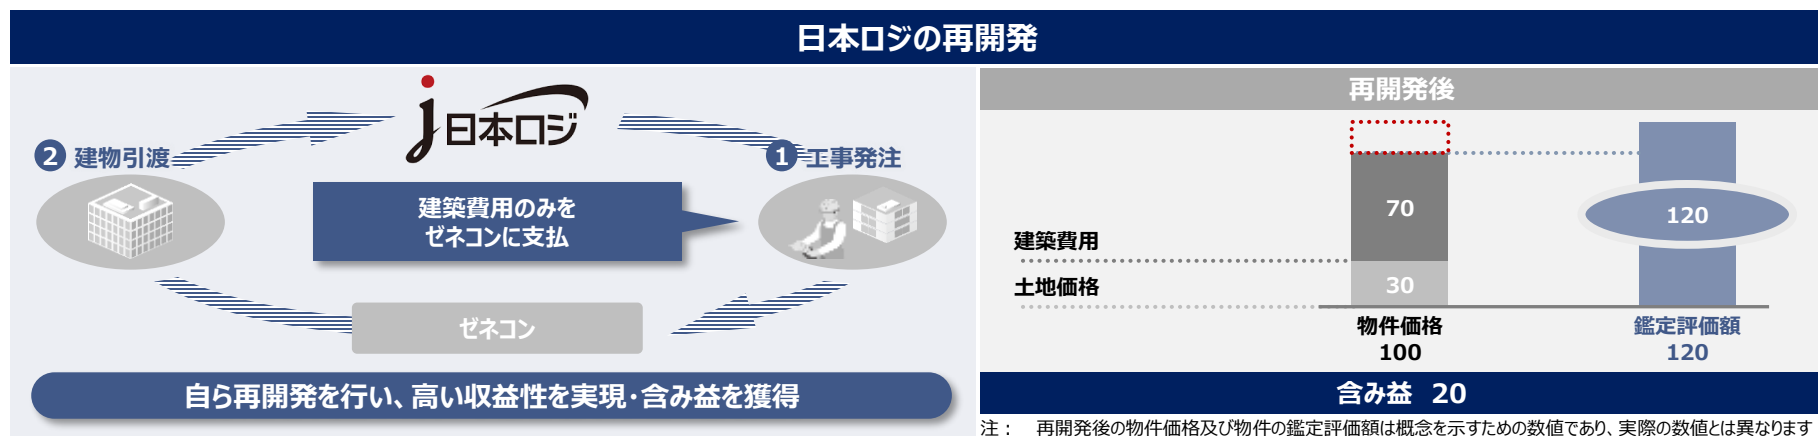 日本ロジの再開発
j日本ロジ
2 建物引渡
1 工事発注
建築費用のみを
ゼネコンに支払
ゼネコン
自ら再開発を行い、高い収益性を実現・含み益を獲得
再開発後
70
120
建築費用
土地価格
30
物件価格
100
鑑定評価額
120
含み益 20
注： 再開発後の物件価格及び物件の鑑定評価額は概念を示すための数値であり、実際の数値とは異なります